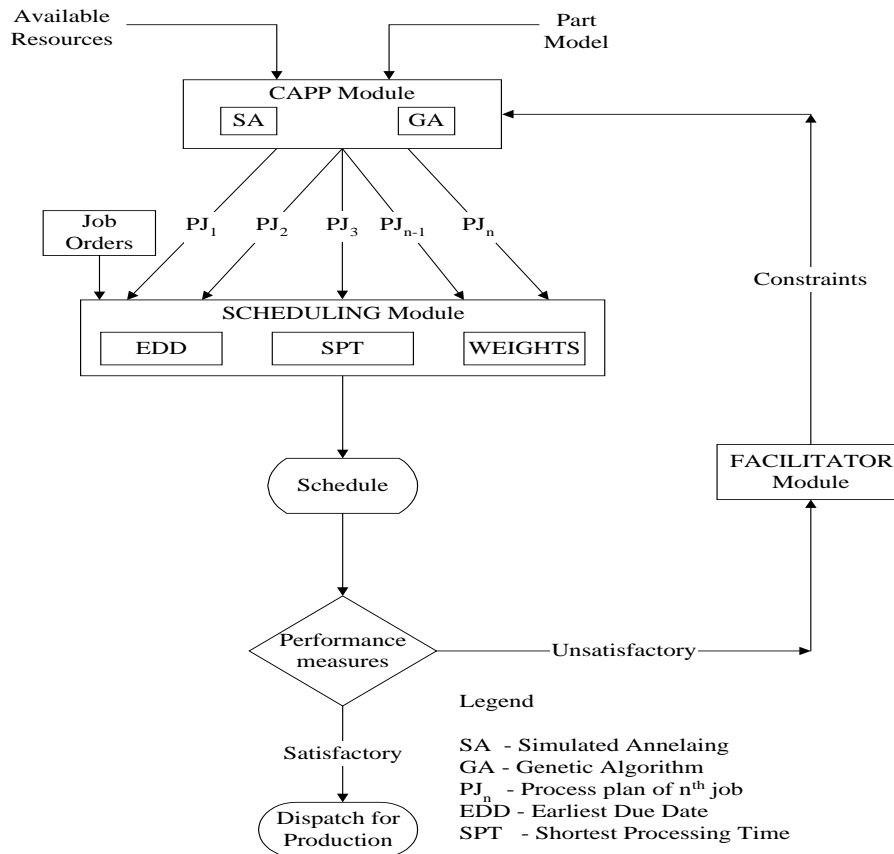 Available
Resources
Part
Model
CAPP Module
SA
GA
Job
Orders
PJ1
PJ2
PJ3
PJn-1
PJn
Constraints
SCHEDULING Module
EDD
SPT
WEIGHTS
FACILITATOR
Module
Schedule
Performance
measures
Unsatisfactory
Satisfactory
Dispatch for
Production
Legend
SA - Simulated Annelaing
GA - Genetic Algorithm
PJn - Process plan of nth job
EDD - Earliest Due Date
SPT - Shortest Processing Time